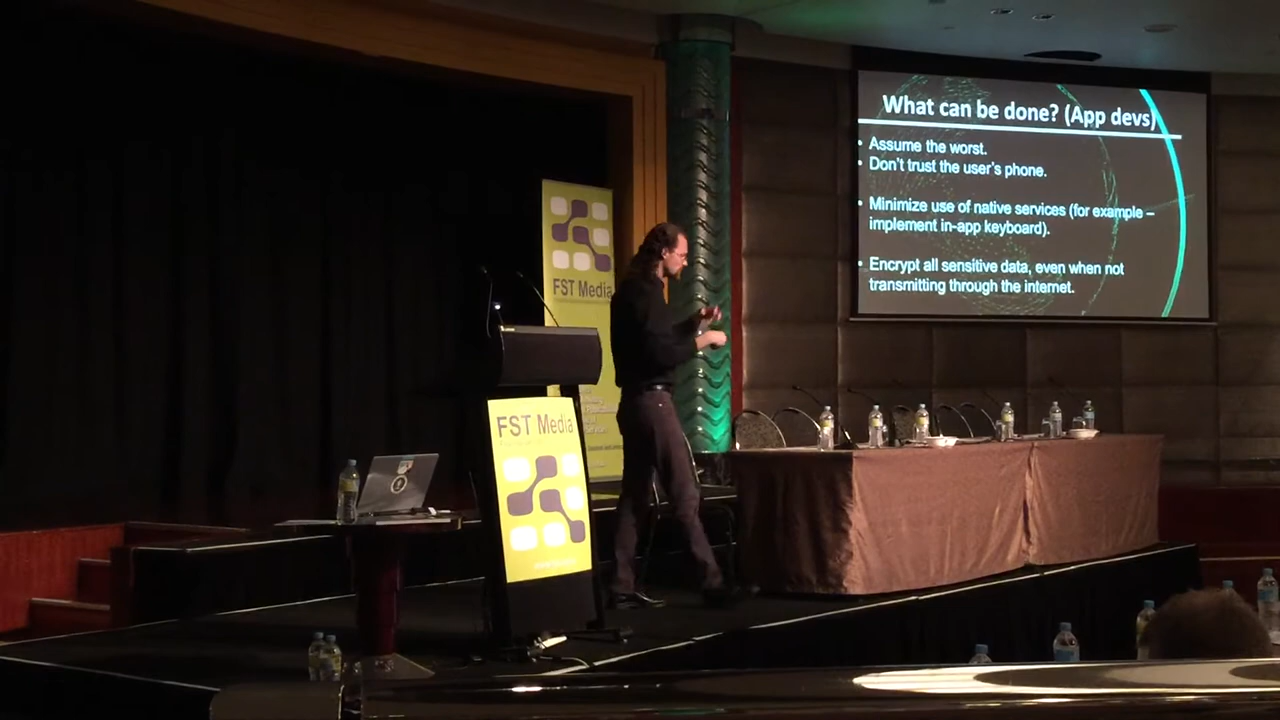 What can be done? (App devs)
• Assume the worst.
• Don't trust the user's phone.
• Minimize use of native services (for example –
implement in-app keyboard).
• Encrypt all sensitive data, even when not
transmitting through the internet.
FST Media
FST Media